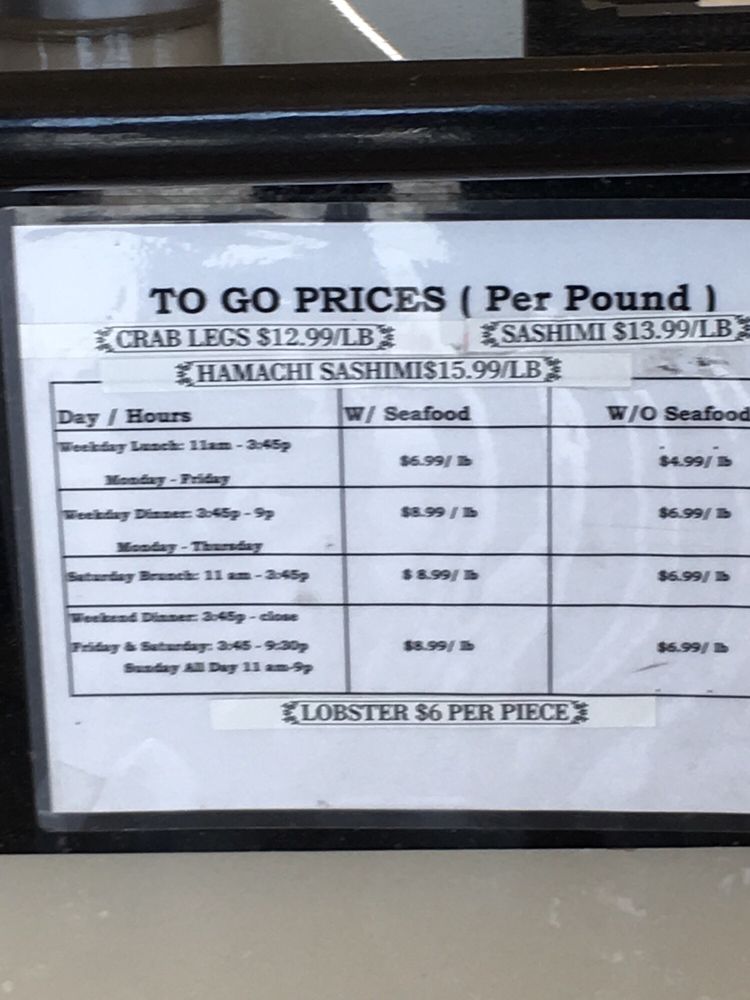 TO GO PRICES ( Per Pound )
CRAB LEGS $12.99/LB SASHIMI $13.99/LB
HAMACHI SASHIMI$15.99/LB
Day / Hours W/ Seafood W/O Seafood
Weekday Lunch: 11am - 3:45p $6.99/ lb $4.99/ lb
Monday - Friday
Weekday Dinner: 3:45p - 9p $8.99 / lb $6.99/ lb
Monday - Thursday
Saturday Brunch: 11 am - 3:45p $ 8.99/ lb $6.99/ lb
Weekend Dinner: 3:45p - close
Friday & Saturday: 3:45 - 9:30p $8.99/ lb $6.99/ lb
Sunday All Day 11 am-9p
LOBSTER $6 PER PIECE